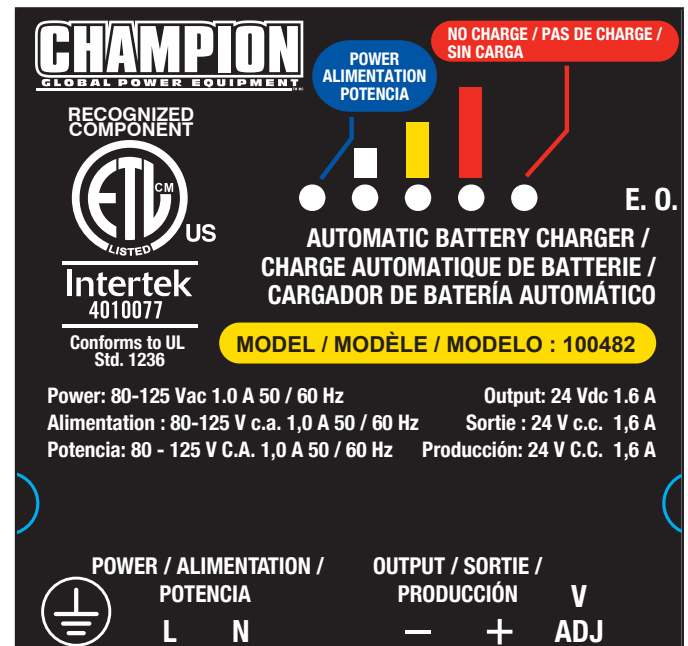 CHAMPION
GLOBAL POWER EQUIPMENT
POWER
ALIMENTATION
POTENCIA
NO CHARGE / PAS DE CHARGE /
SIN CARGA
RECOGNIZED
COMPONENT
ETL
CM
US
LISTED
Intertek
4010077
Conforms to UL
Std. 1236
E. O.
AUTOMATIC BATTERY CHARGER /
CHARGE AUTOMATIQUE DE BATTERIE /
CARGADOR DE BATERÍA AUTOMÁTICO
MODEL / MODÈLE / MODELO : 100482
Power: 80-125 Vac 1.0 A 50 / 60 Hz
Output: 24 Vdc 1.6 A
Alimentation : 80-125 V c.a. 1,0 A 50 / 60 Hz
Sortie : 24 V c.c. 1,6 A
Potencia: 80 - 125 V C.A. 1,0 A 50 / 60 Hz
Producción: 24 V C.C. 1,6 A
POWER / ALIMENTATION /
POTENCIA
L N
OUTPUT / SORTIE /
PRODUCCIÓN
– +
V
ADJ